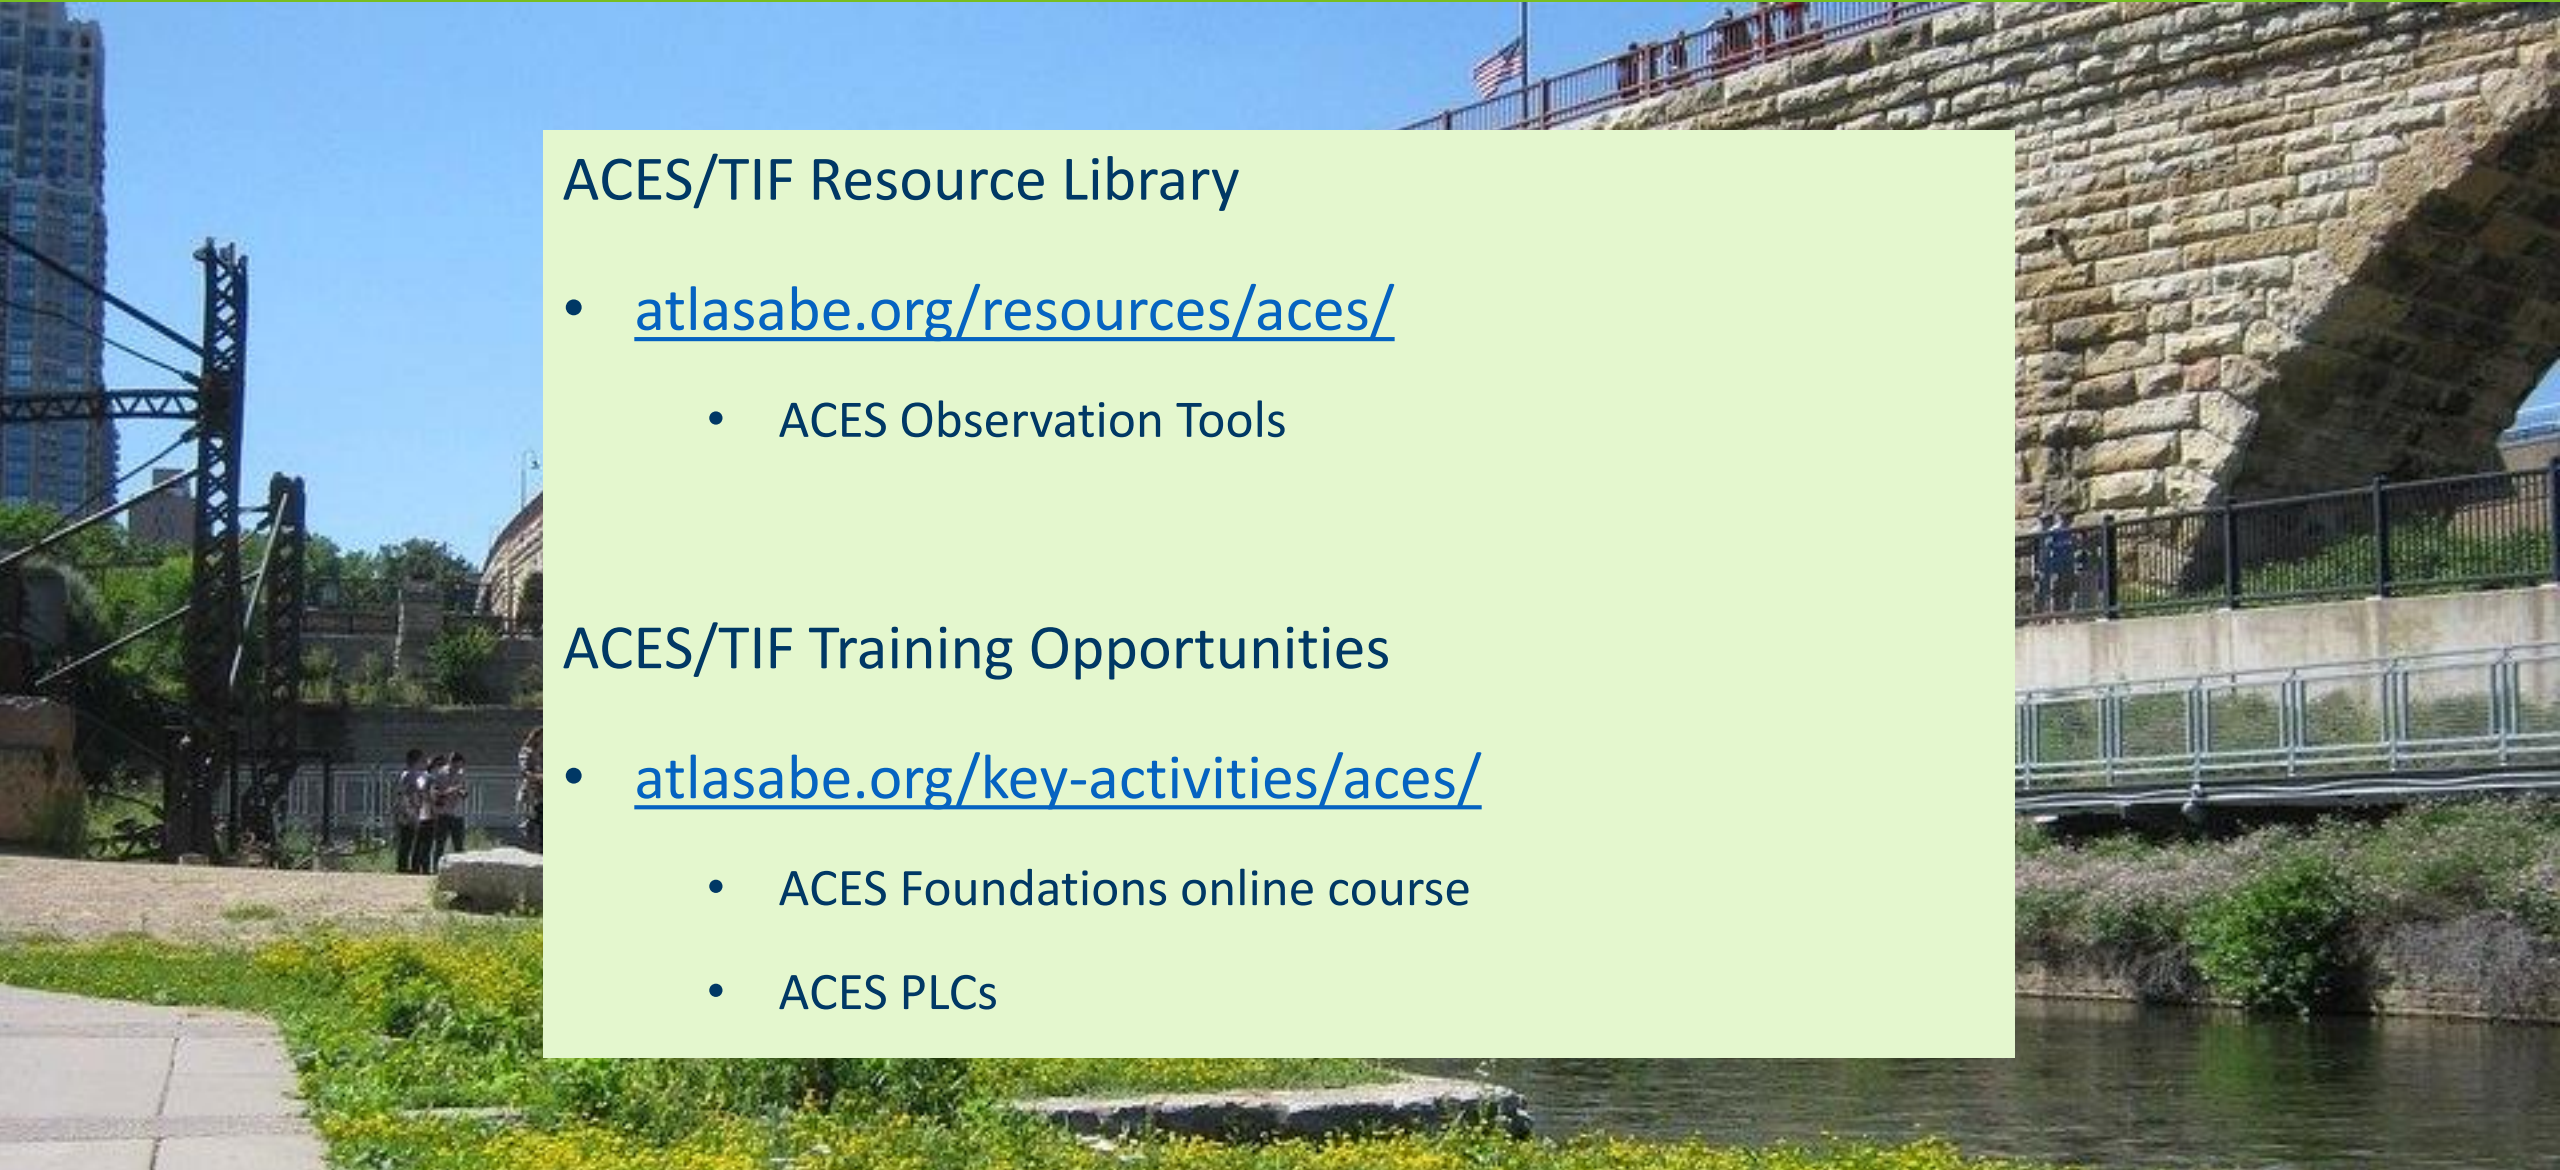 ACES/TIF Resource Library
• atlasabe.org/resources/aces/
• ACES Observation Tools
ACES/TIF Training Opportunities
• atlasabe.org/key-activities/aces/
• ACES Foundations online course
• ACES PLCs